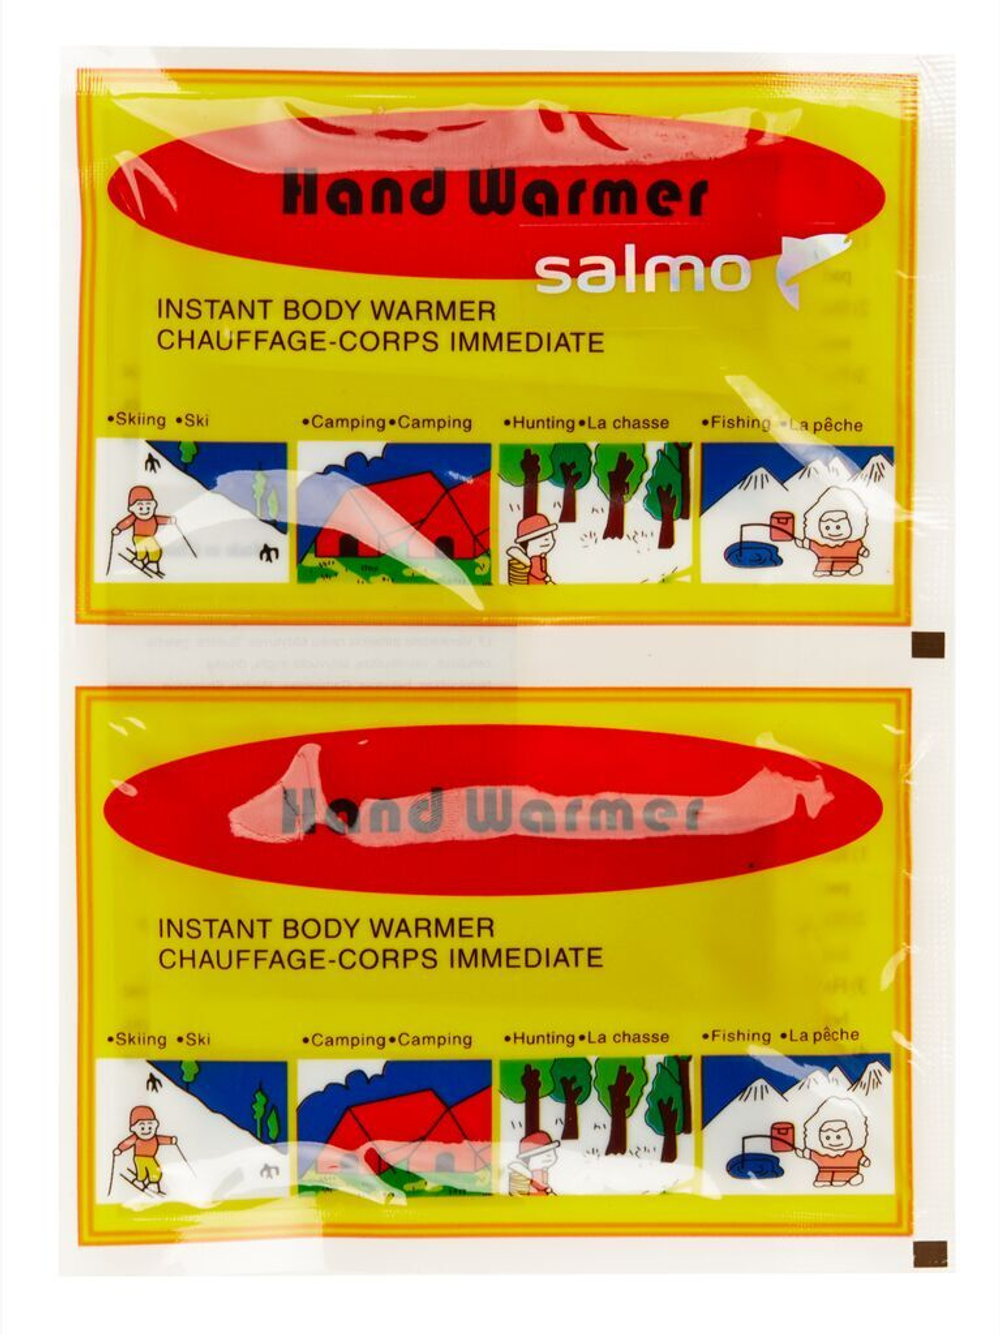 Hand Warmer
salmo
INSTANT BODY WARMER
CHAUFFAGE-CORPS IMMEDIATE
•Skiing •Ski •Camping•Camping •Hunting•La chasse •Fishing •La pêche
Hand Warmer
INSTANT BODY WARMER
CHAUFFAGE-CORPS IMMEDIATE
•Skiing •Ski •Camping•Camping •Hunting•La chasse •Fishing •La pêche